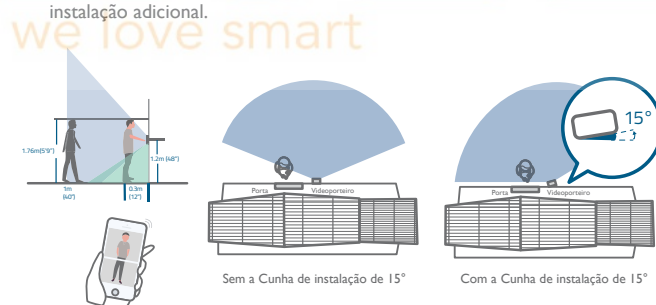 instalação adicional.
we love smart
1.76m(5'9")
1.2m (48")
1m
(40")
0.3m
(12")
Porta
Videoporteiro
Sem a Cunha de instalação de 15°
15°
Porta
Videoporteiro
Com a Cunha de instalação de 15°